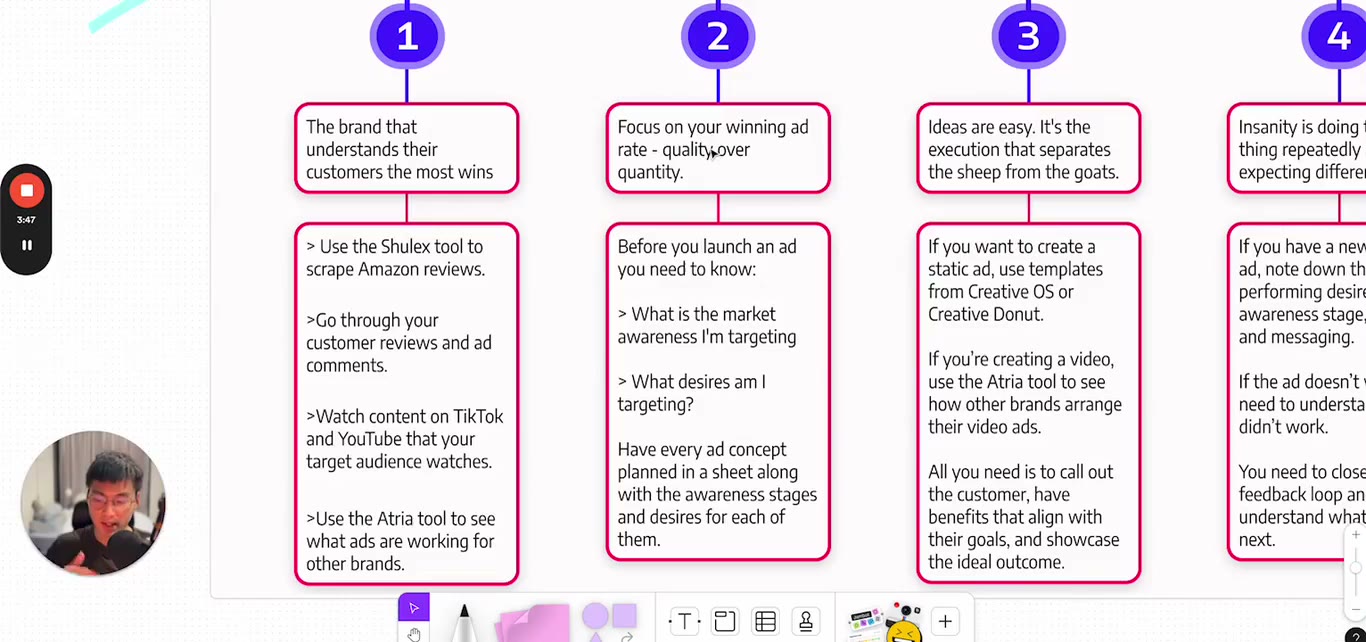 1
The brand that
understands their
customers the most wins
> Use the Shulex tool to
scrape Amazon reviews.
>Go through your
customer reviews and ad
comments.
>Watch content on TikTok
and YouTube that your
target audience watches.
>Use the Atria tool to see
what ads are working for
other brands.
2
Focus on your winning ad
rate - quality over
quantity.
Before you launch an ad
you need to know:
> What is the market
awareness I'm targeting
> What desires am I
targeting?
Have every ad concept
planned in a sheet along
with the awareness stages
and desires for each of
them.
3
Ideas are easy. It's the
execution that separates
the sheep from the goats.
If you want to create a
static ad, use templates
from Creative OS or
Creative Donut.
If you're creating a video,
use the Atria tool to see
how other brands arrange
their video ads.
All you need is to call out
the customer, have
benefits that align with
their goals, and showcase
the ideal outcome.
4
Insanity is doing
thing repeatedly
expecting
If you have a new
ad, note down
performing
awareness stage,
and messaging.
If the ad doesn't
need to
didn't work.
You need to close
feedback loop
understand what
next.
3:47
T